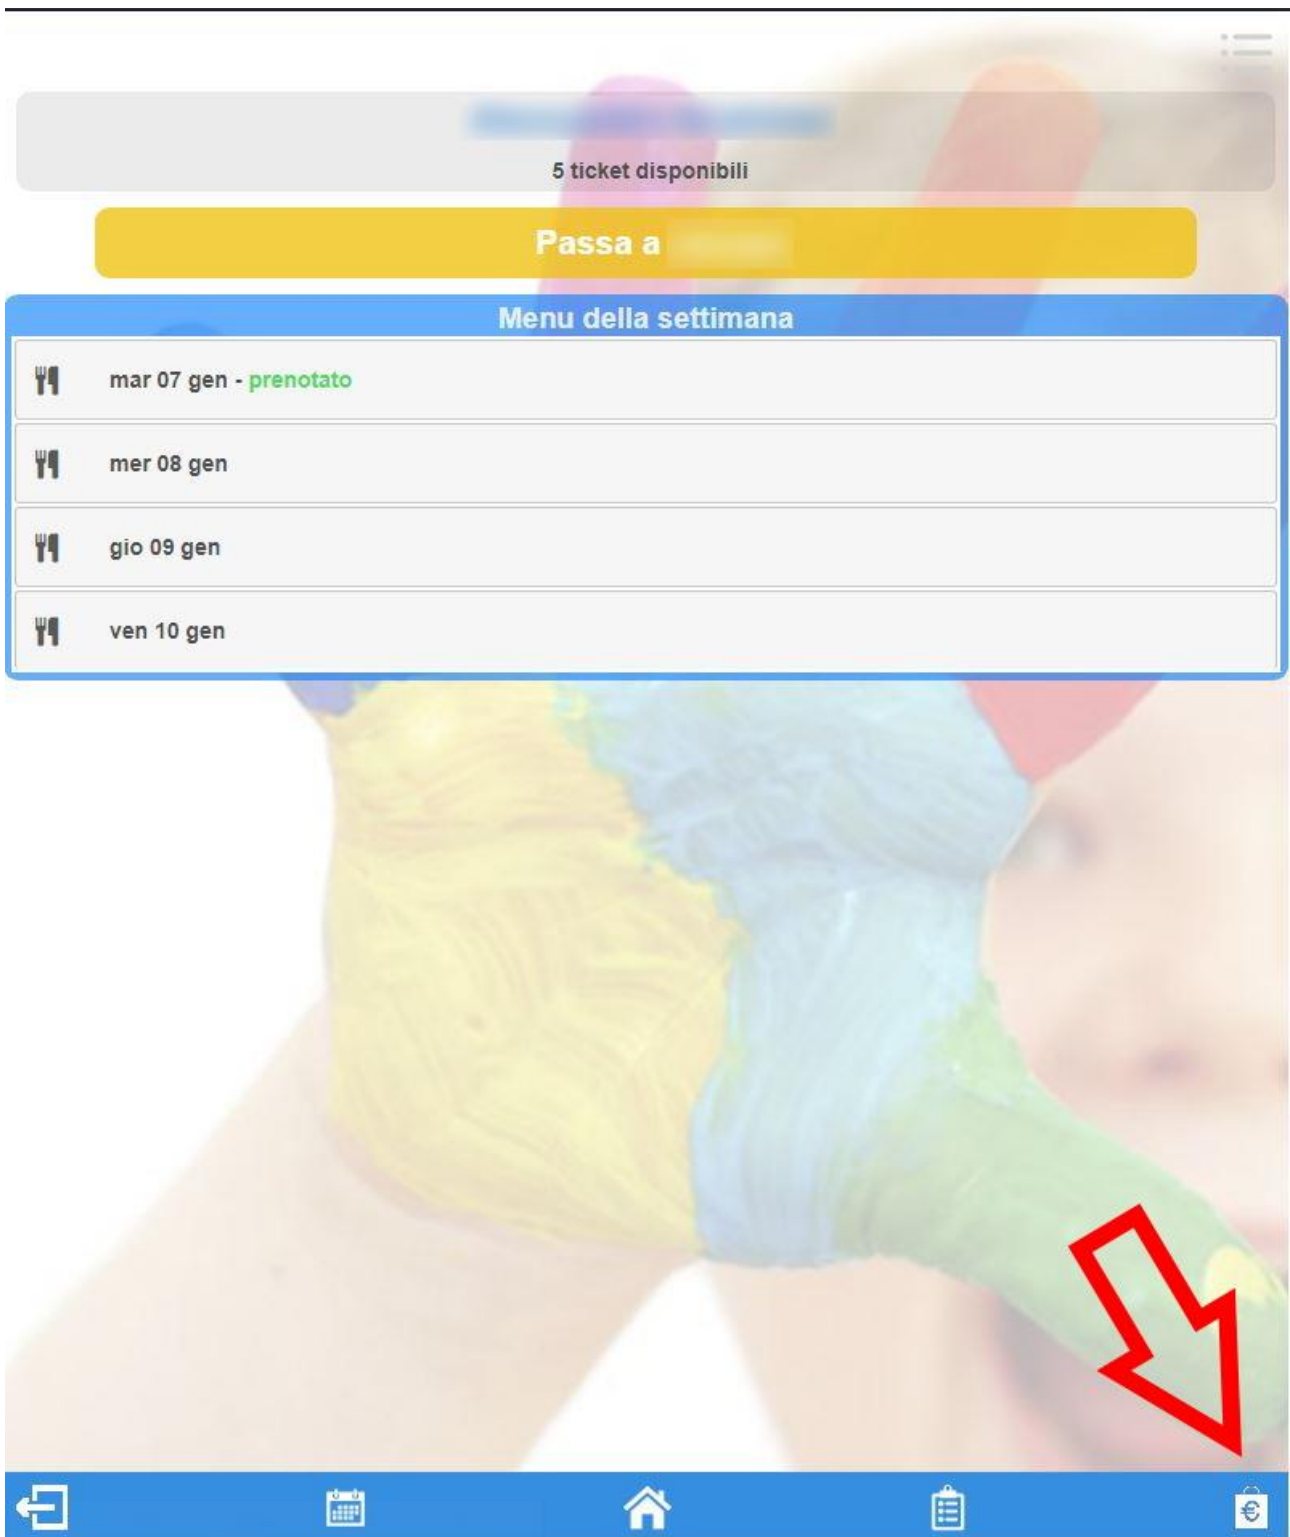 5 ticket disponibili
Passa a
Menu della settimana
mar 07 gen - prenotato
mer 08 gen
gio 09 gen
ven 10 gen
€